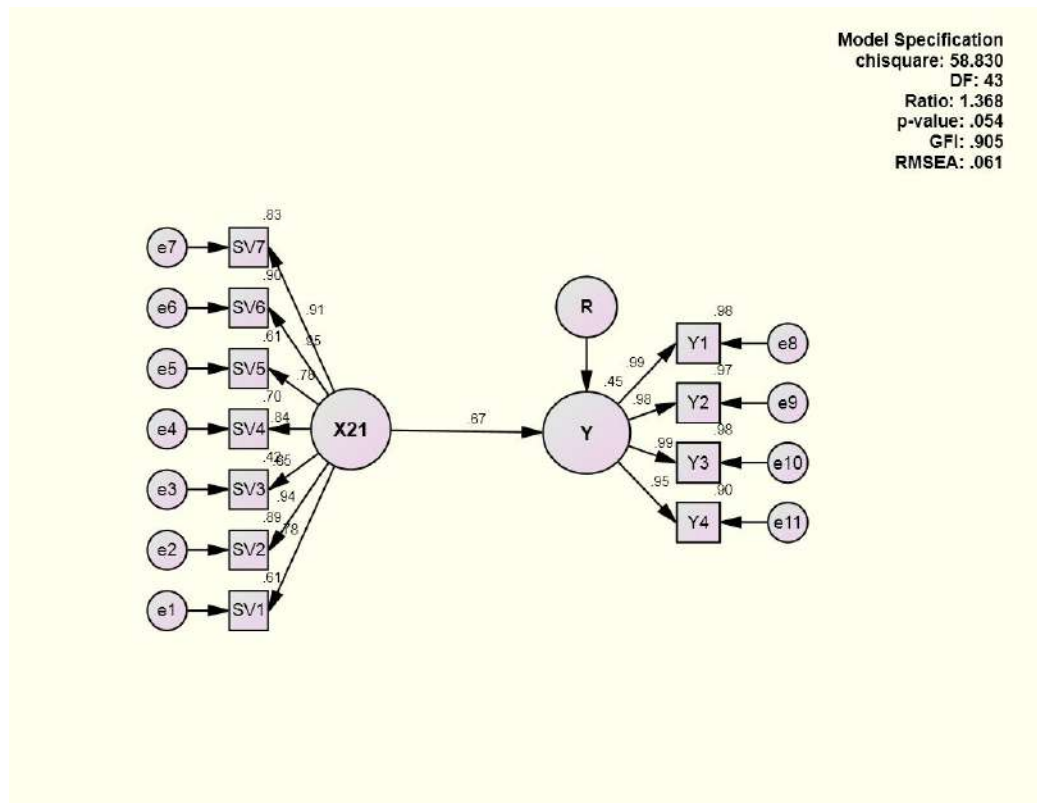 Model Specification
chisquare: 58.830
DF: 43
Ratio: 1.368
p-value: .054
GFI: .905
RMSEA: .061
.83
e7 SV7
.90
e6 SV6
.91
.61
.95
e5 SV5
.78
.70
e4 SV4
.84
X21
.67
.42
.65
e3 SV3
.94
.89
.78
e2 SV2
.61
e1 SV1
R
.45
Y
.98
.99
Y1 e8
.97
.98
Y2 e9
.98
.99
Y3 e10
.90
.95
Y4 e11